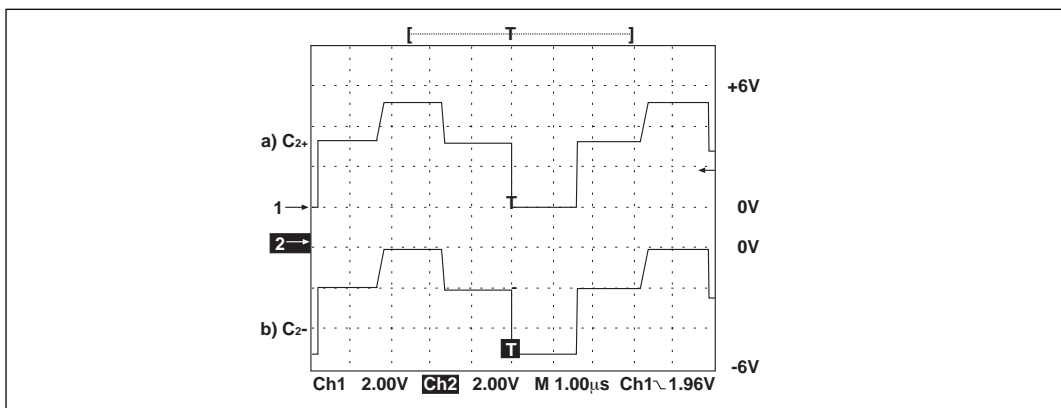 [ T ]
+6V
a) C2+
T
1
0V
2
0V
b) C2-
T
-6V
Ch1 2.00V Ch2 2.00V M 1.00µs Ch1 1.96V